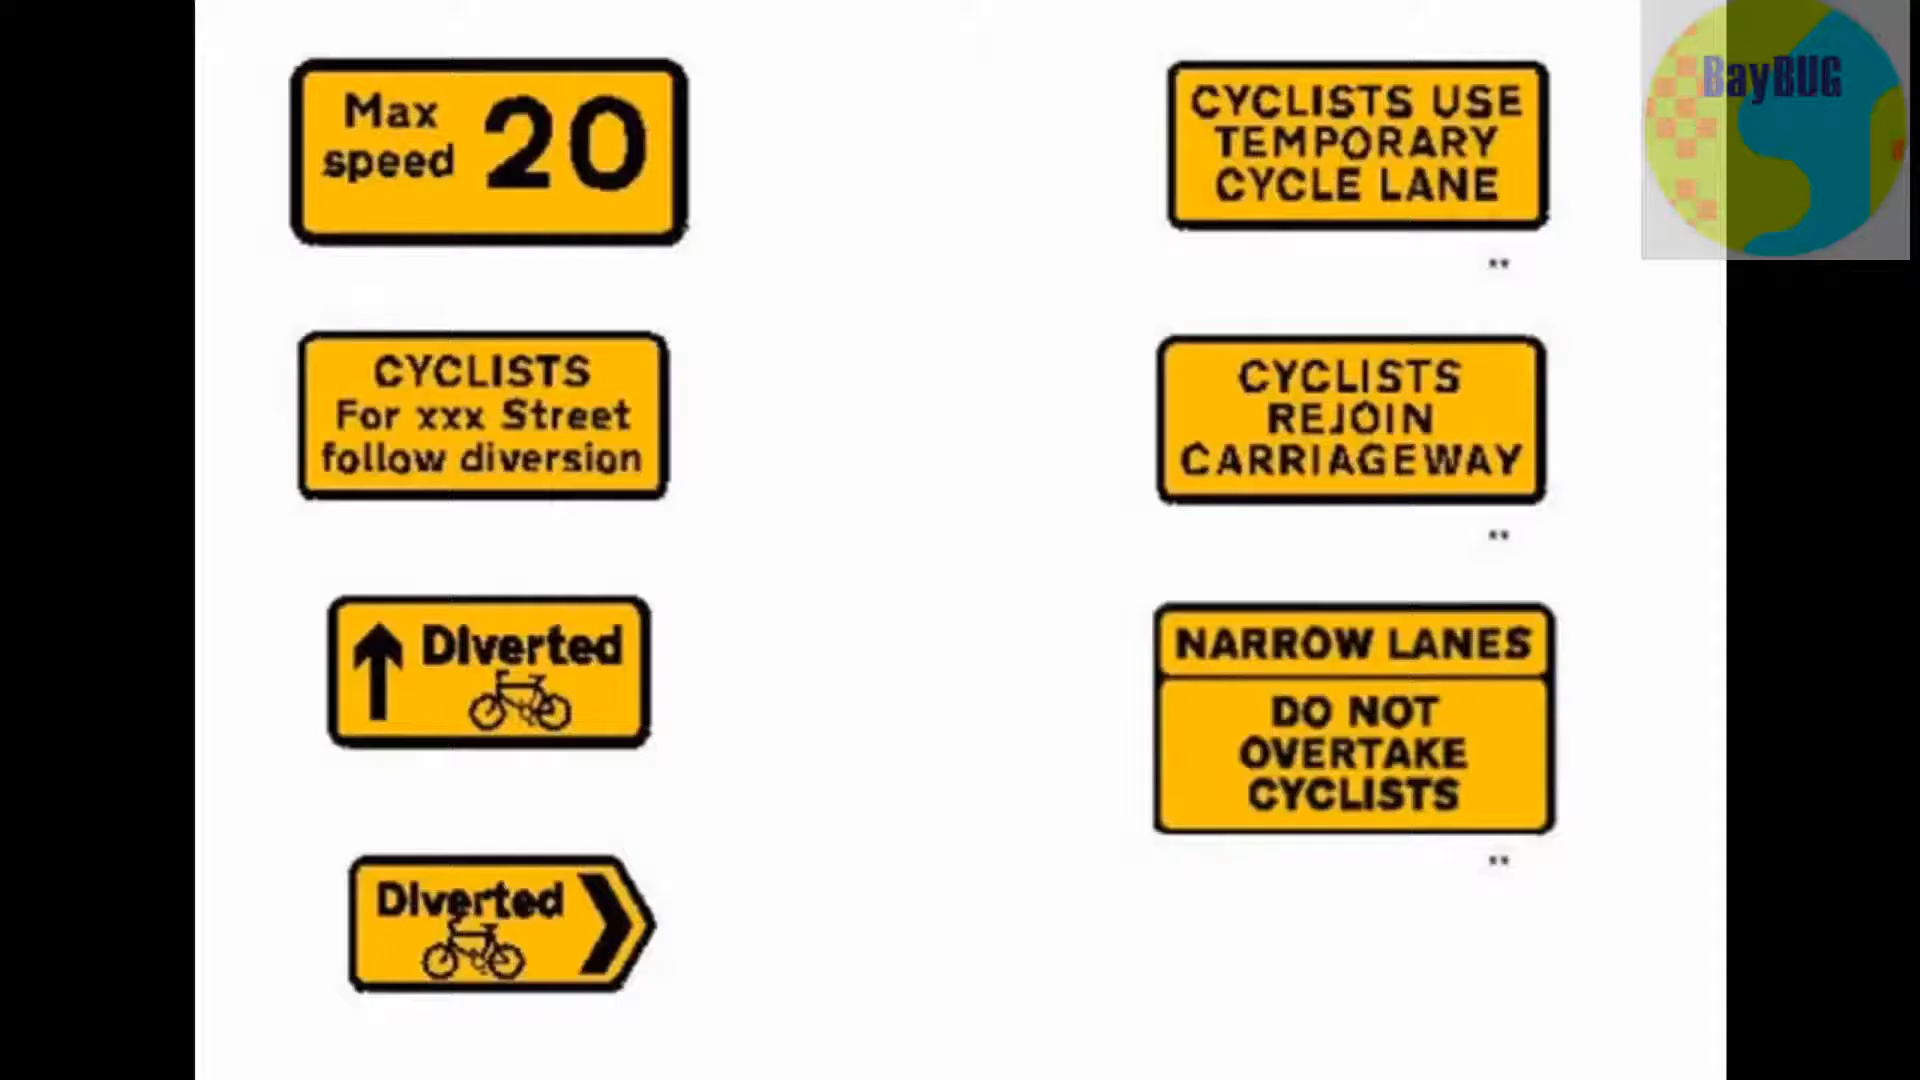 Max
speed 20
CYCLISTS
For xxx Street
follow diversion
Diverted
Diverted
CYCLISTS USE
TEMPORARY
CYCLE LANE
**
CYCLISTS
REJOIN
CARRIAGEWAY
**
NARROW LANES
DO NOT
OVERTAKE
CYCLISTS
**
BayBUG